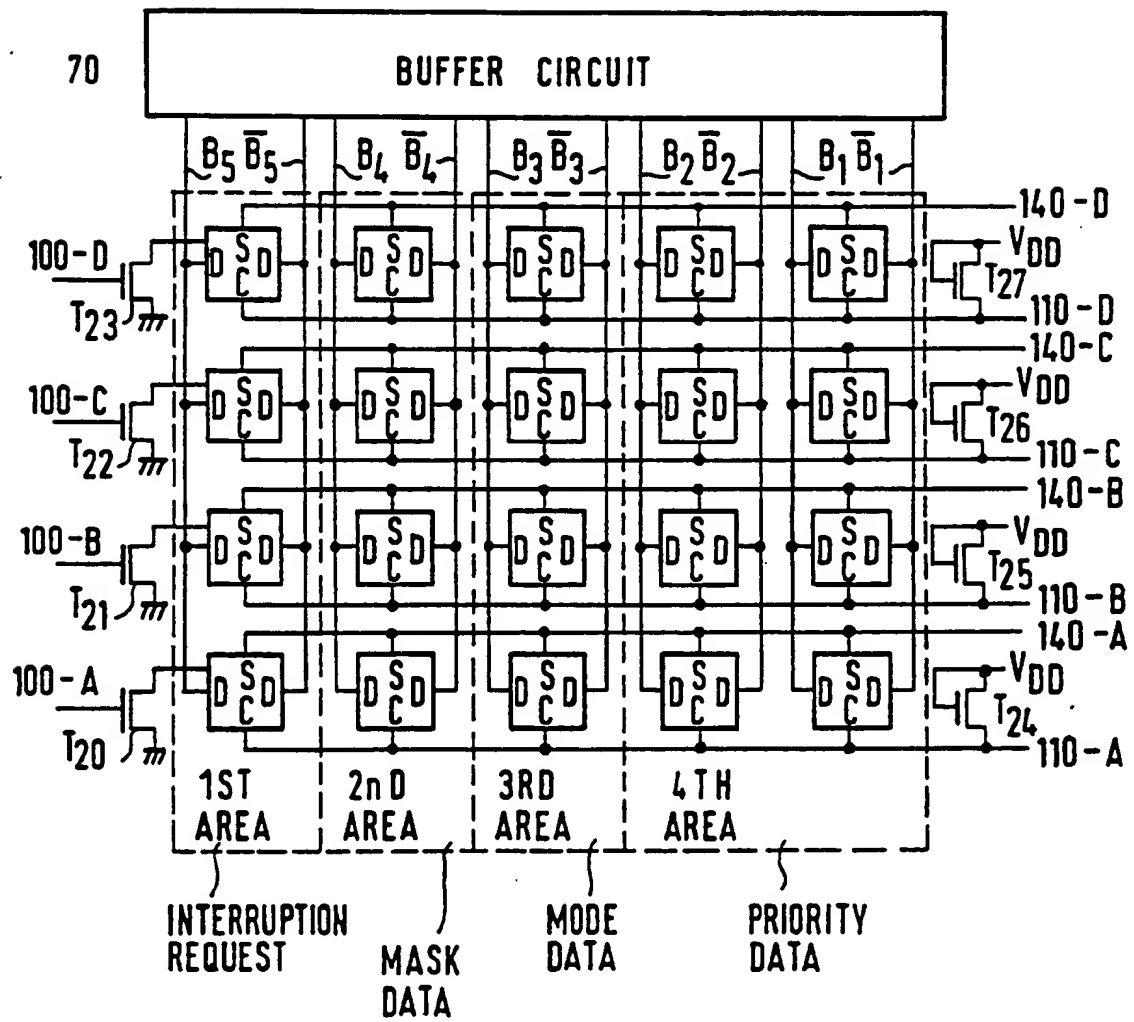 70
BUFFER CIRCUIT
B5 B̅5 B4 B̅4 B3 B̅3 B2 B̅2 B1 B̅1
140-D
100-D
T23
D S C D
D S C D
D S C D
D S C D
D S C D
VDD
T27
110-D
140-C
100-C
T22
D S C D
D S C D
D S C D
D S C D
D S C D
VDD
T26
110-C
140-B
100-B
T21
D S C D
D S C D
D S C D
D S C D
D S C D
VDD
T25
110-B
140-A
100-A
T20
D S C D
D S C D
D S C D
D S C D
D S C D
VDD
T24
110-A
1ST AREA
2nD AREA
3RD AREA
4TH AREA
INTERRUPTION REQUEST
MASK DATA
MODE DATA
PRIORITY DATA